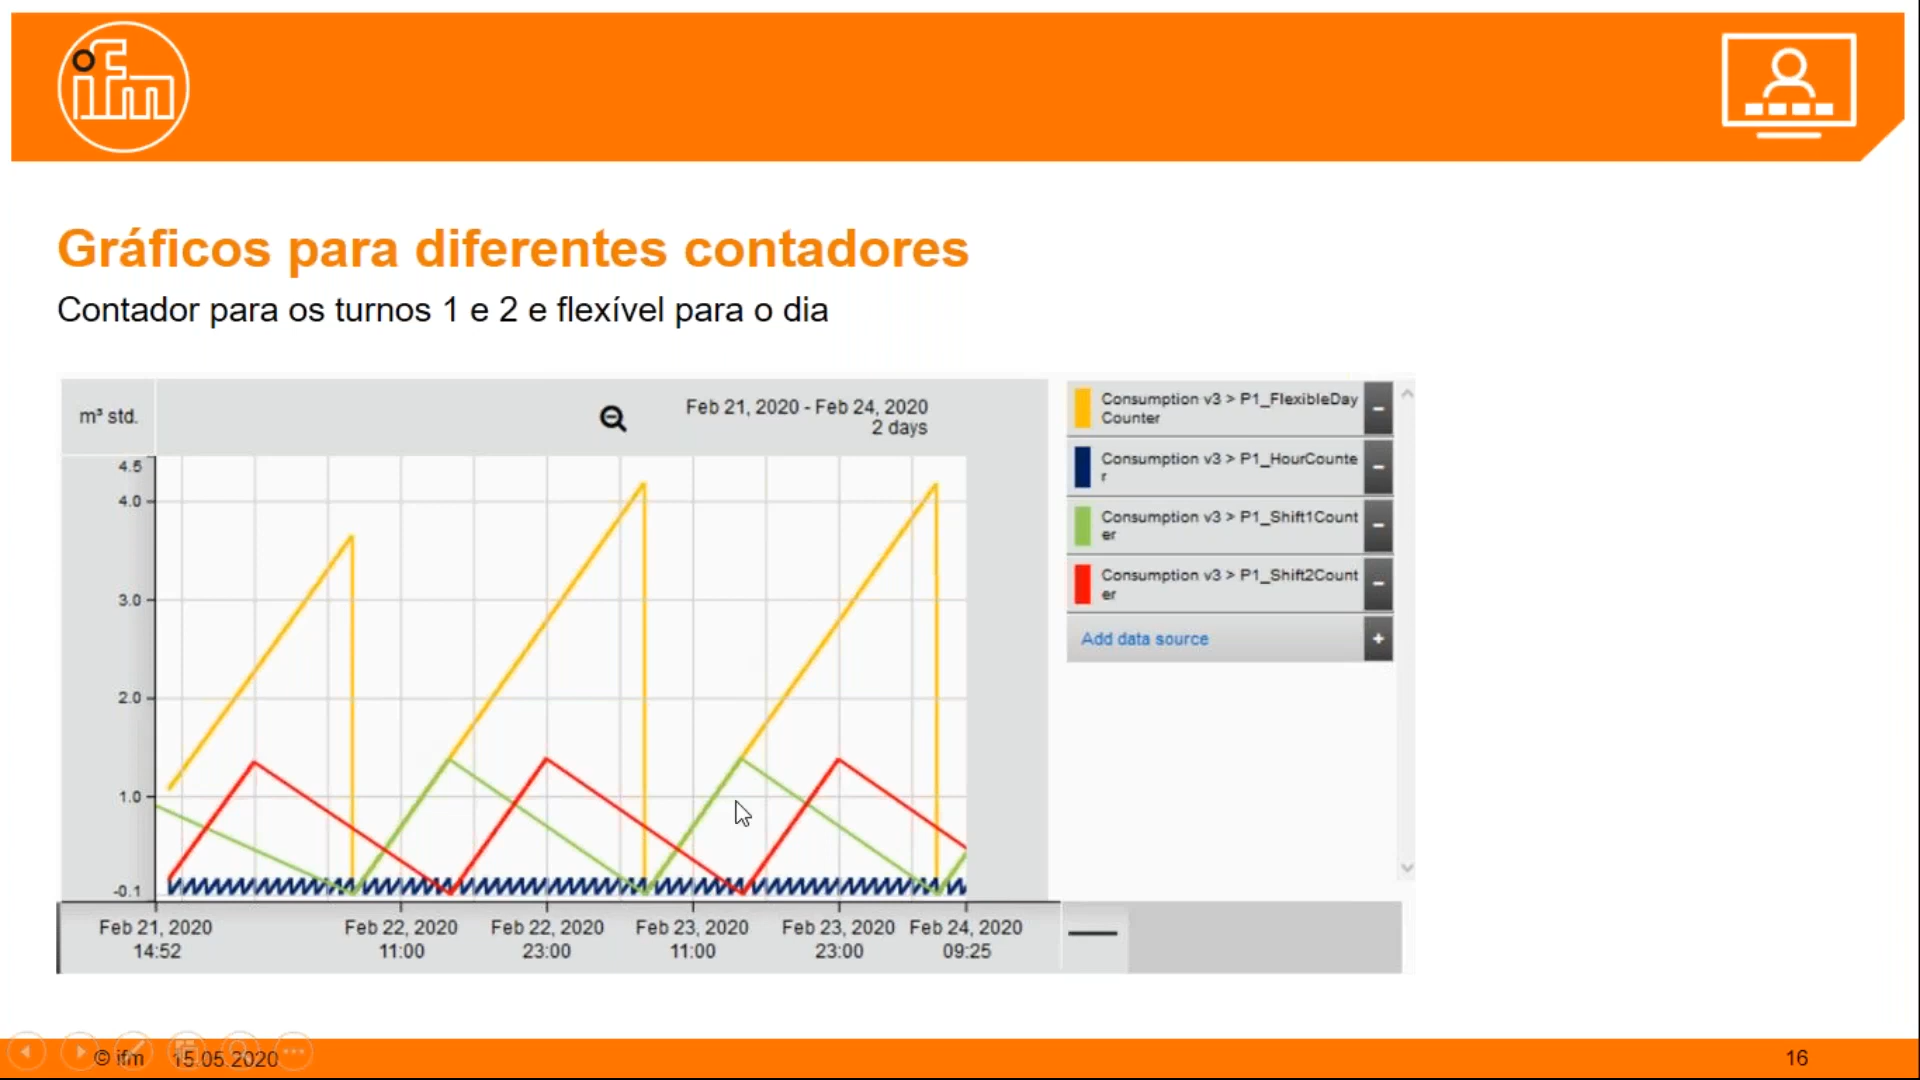 ifm
Gráficos para diferentes contadores
Contador para os turnos 1 e 2 e flexível para o dia
m³ std.
Feb 21, 2020 - Feb 24, 2020
2 days
4.5
4.0
3.0
2.0
1.0
-0.1
Feb 21, 2020
14:52
Feb 22, 2020
11:00
Feb 22, 2020
23:00
Feb 23, 2020
11:00
Feb 23, 2020
23:00
Feb 24, 2020
09:25
Consumption v3 > P1_FlexibleDay
Counter
Consumption v3 > P1_HourCounte
r
Consumption v3 > P1_Shift1Count
er
Consumption v3 > P1_Shift2Count
er
Add data source
© ifm 15.05.2020
16